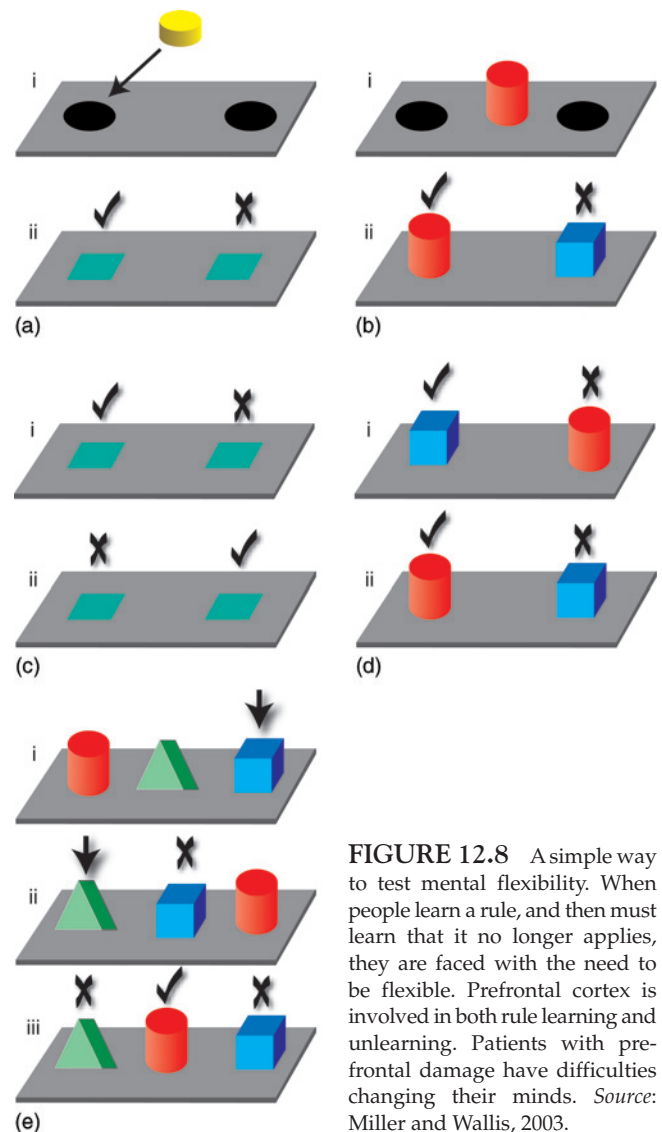 i
i
ii
ii
(a)
(b)
i
i
ii
ii
(c)
(d)
i
ii
iii
(e)
FIGURE 12.8 A simple way
to test mental flexibility. When
people learn a rule, and then must
learn that it no longer applies,
they are faced with the need to
be flexible. Prefrontal cortex is
involved in both rule learning and
unlearning. Patients with pre-
frontal damage have difficulties
changing their minds. Source:
Miller and Wallis, 2003.